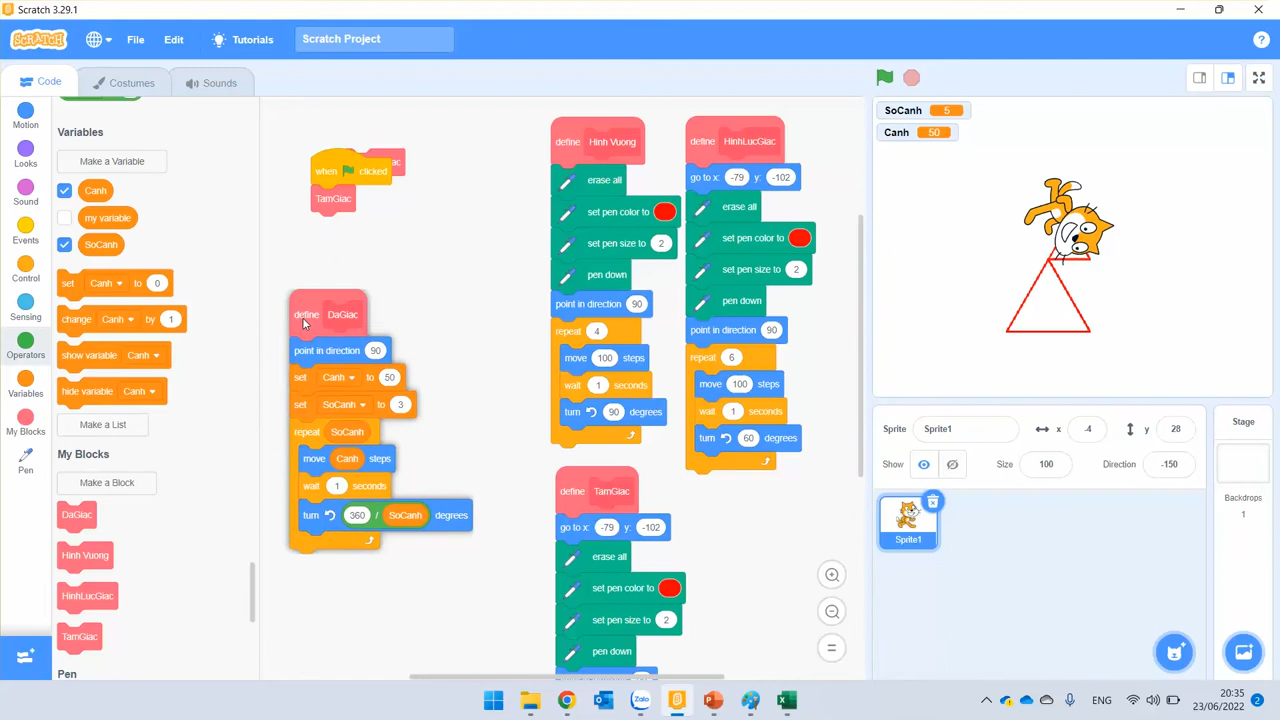 Scratch 3.29.1
SCRATCH
File
Edit
Tutorials
Scratch Project
?
Code
Costumes
Sounds
Motion
Looks
Sound
Events
Control
Sensing
Operators
Variables
My Blocks
Pen
Variables
Make a Variable
Canh
my variable
SoCanh
set Canh to 0
change Canh by 1
show variable Canh
hide variable Canh
Make a List
My Blocks
Make a Block
DaGiac
Hinh Vuong
HinhLucGiac
TamGiac
Pen
when clicked
ac
TamGiac
define DaGiac
point in direction 90
set Canh to 50
set SoCanh to 3
repeat SoCanh
move Canh steps
wait 1 seconds
turn 360 / SoCanh degrees
define Hinh Vuong
erase all
set pen color to
set pen size to 2
pen down
point in direction 90
repeat 4
move 100 steps
wait 1 seconds
turn 90 degrees
define HinhLucGiac
go to x: -79 y: -102
erase all
set pen color to
set pen size to 2
pen down
point in direction 90
repeat 6
move 100 steps
wait 1 seconds
turn 60 degrees
define TamGiac
go to x: -79 y: -102
erase all
set pen color to
set pen size to 2
pen down
SoCanh 5
Canh 50
Sprite Sprite1 x -4 y 28
Show Size 100 Direction -150
Sprite1
Stage
Backdrops
1
Zalo
ENG
20:35
23/06/2022
2